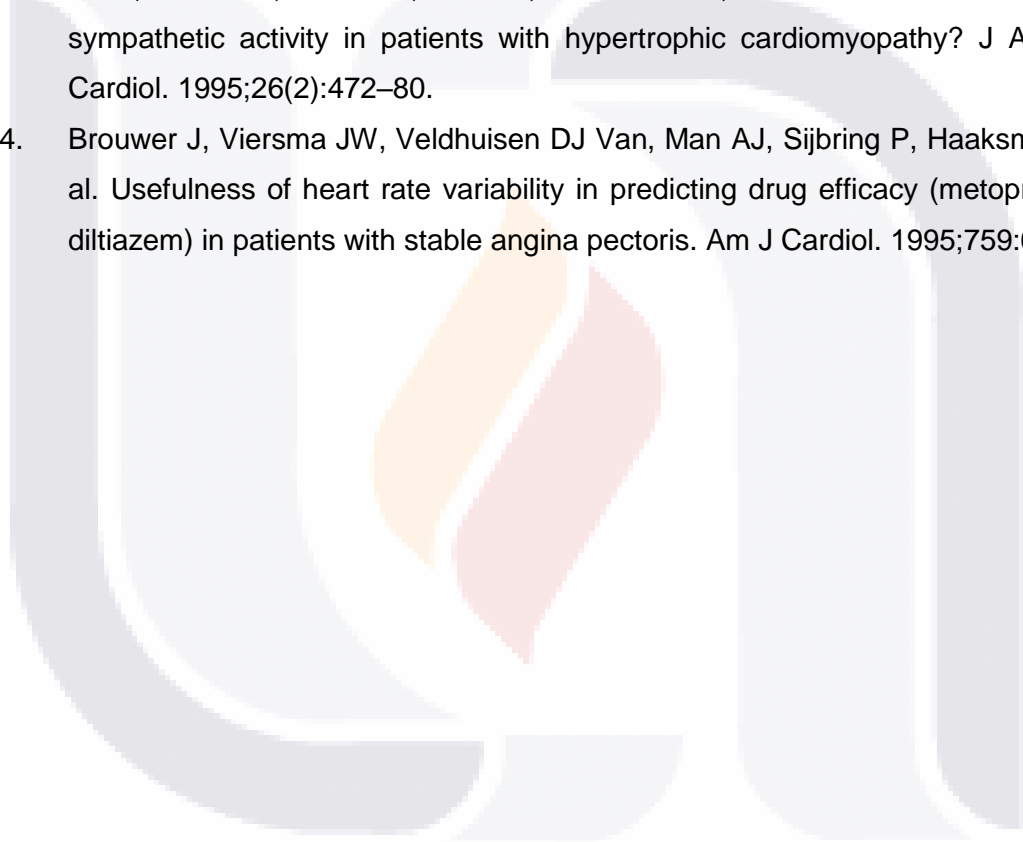 sympathetic activity in patients with hypertrophic cardiomyopathy? J A
Cardiol. 1995;26(2):472–80.
4. Brouwer J, Viersma JW, Veldhuisen DJ Van, Man AJ, Sijbring P, Haaksm
al. Usefulness of heart rate variability in predicting drug efficacy (metopr
diltiazem) in patients with stable angina pectoris. Am J Cardiol. 1995;759: